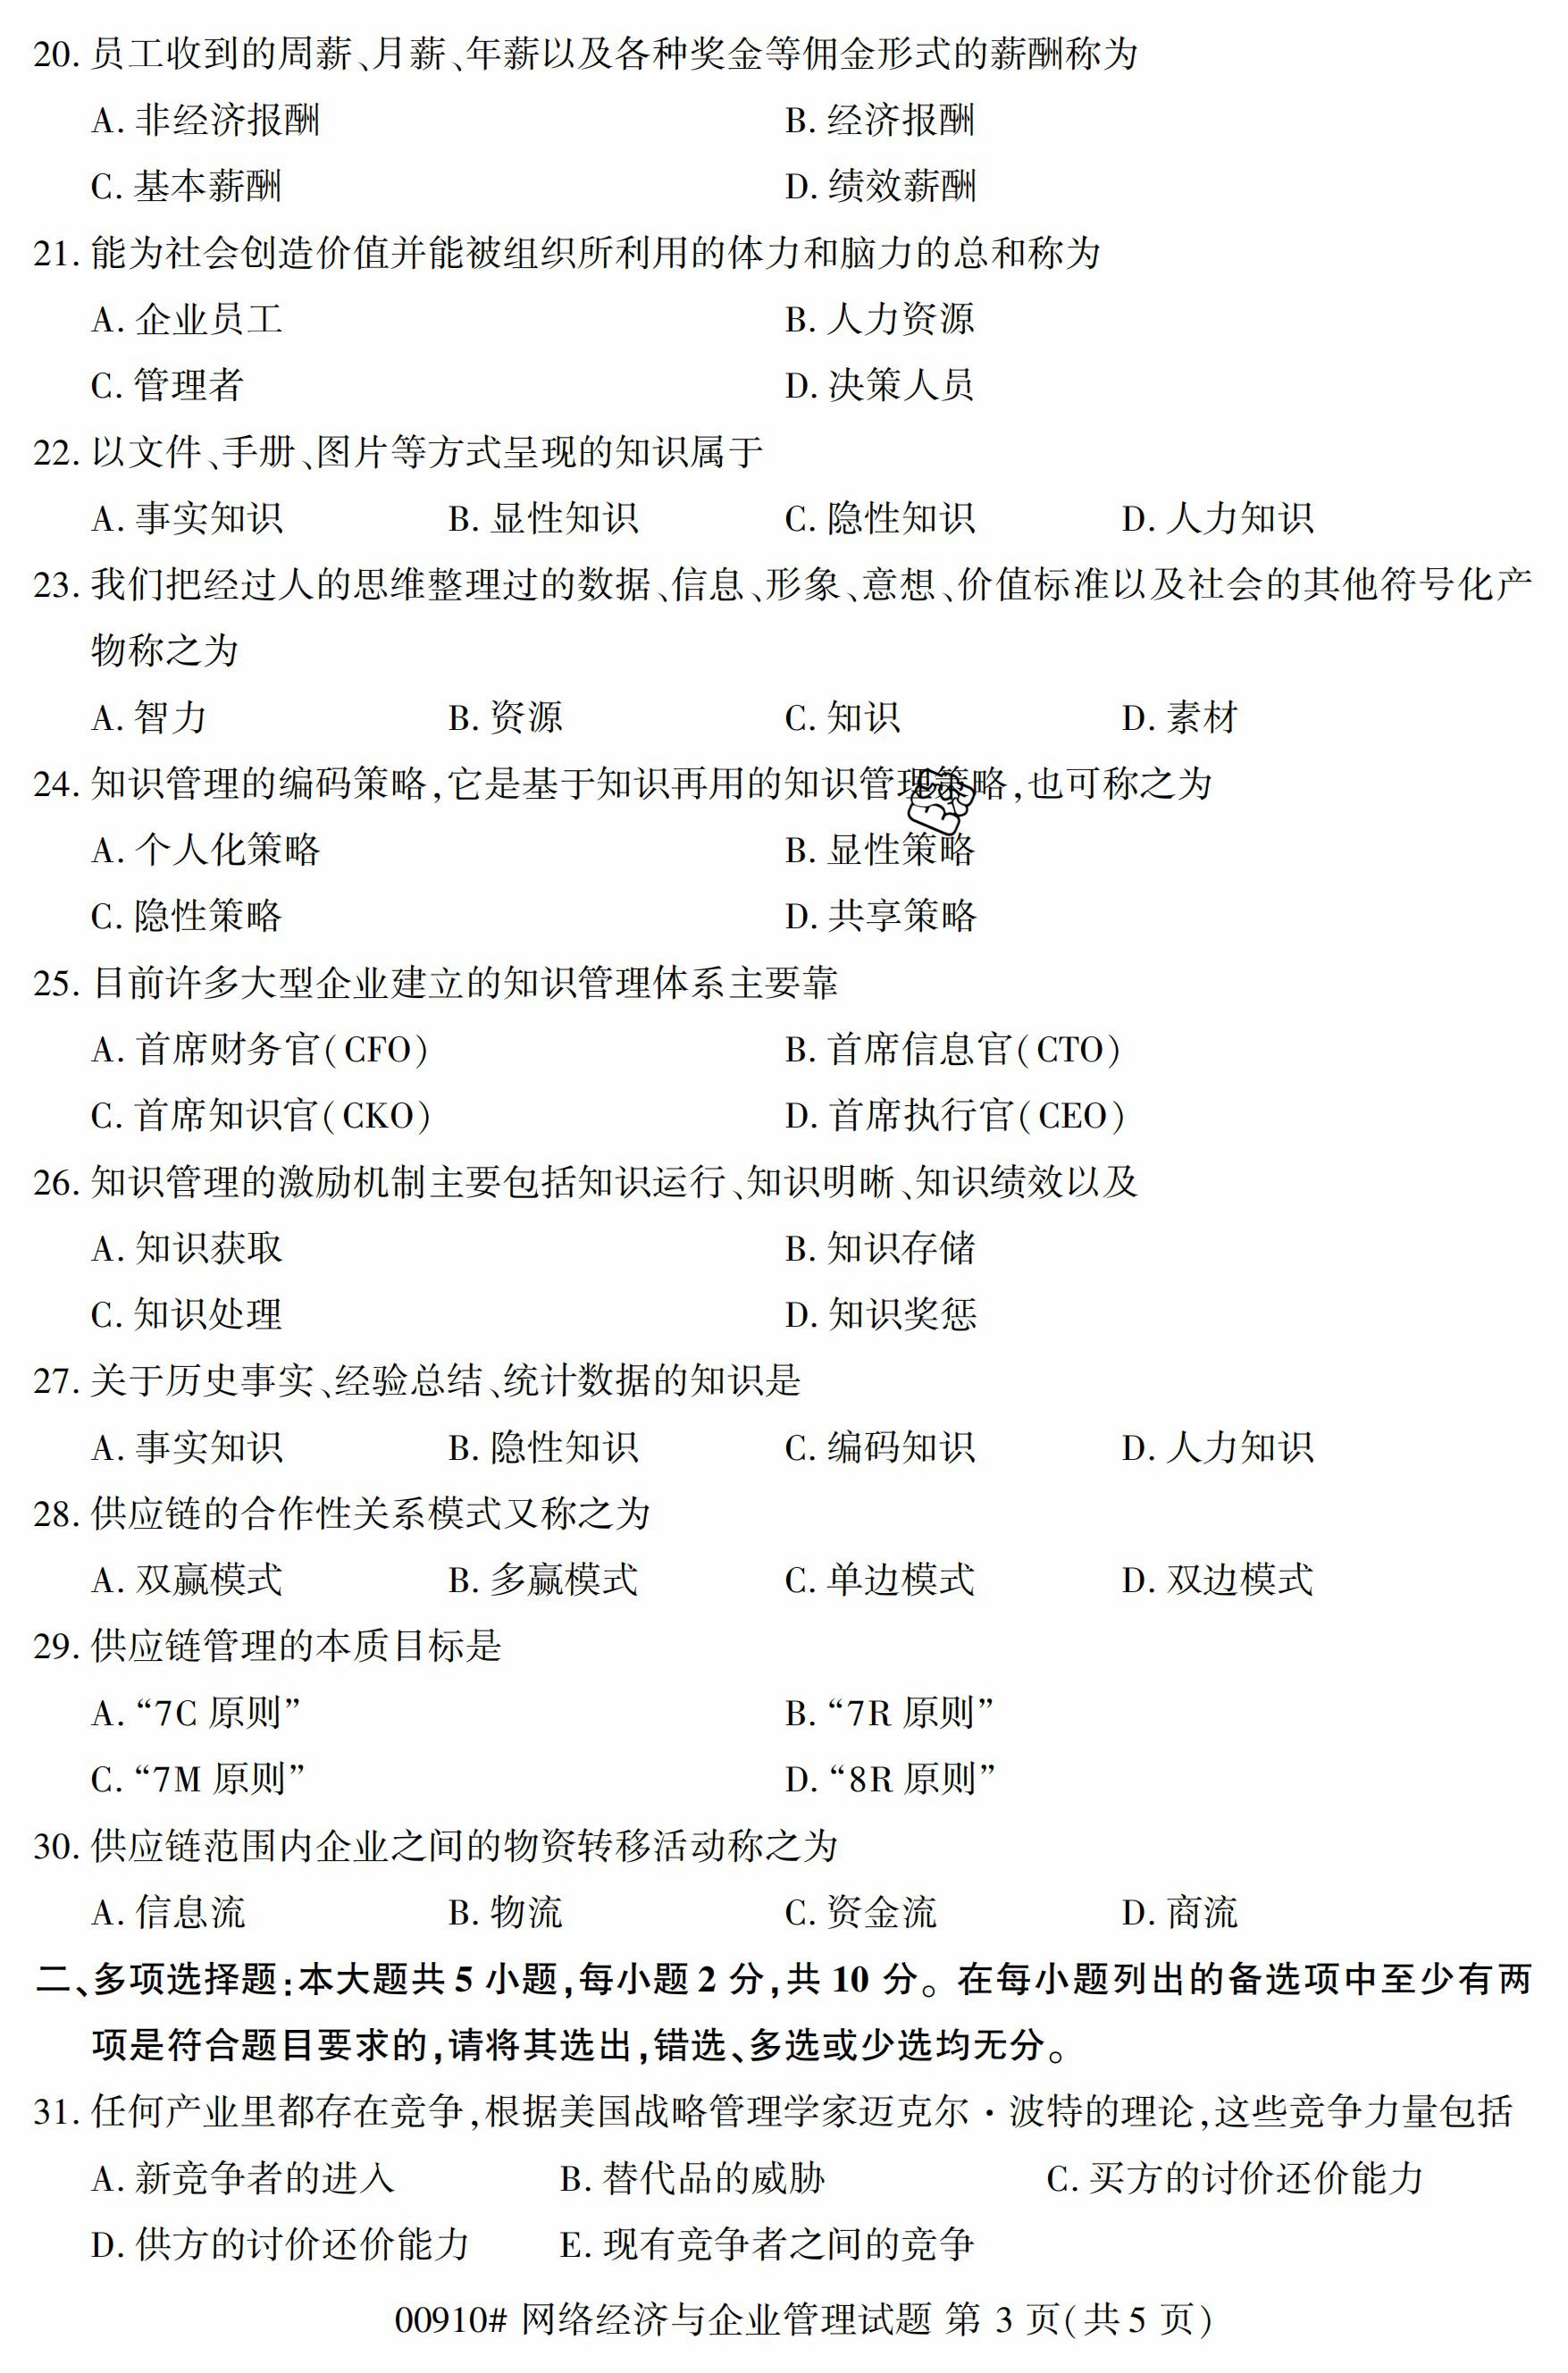 20. 员工收到的周薪、月薪、年薪以及各种奖金等佣金形式的薪酬称为
A. 非经济报酬 B. 经济报酬
C. 基本薪酬 D. 绩效薪酬
21. 能为社会创造价值并能被组织所利用的体力和脑力的总和称为
A. 企业员工 B. 人力资源
C. 管理者 D. 决策人员
22. 以文件、手册、图片等方式呈现的知识属于
A. 事实知识 B. 显性知识 C. 隐性知识 D. 人力知识
23. 我们把经过人的思维整理过的数据、信息、形象、意想、价值标准以及社会的其他符号化产
物称之为
A. 智力 B. 资源 C. 知识 D. 素材
24. 知识管理的编码策略,它是基于知识再用的知识管理策略,也可称之为
A. 个人化策略 B. 显性策略
C. 隐性策略 D. 共享策略
25. 目前许多大型企业建立的知识管理体系主要靠
A. 首席财务官(CFO) B. 首席信息官(CTO)
C. 首席知识官(CKO) D. 首席执行官(CEO)
26. 知识管理的激励机制主要包括知识运行、知识明晰、知识绩效以及
A. 知识获取 B. 知识存储
C. 知识处理 D. 知识奖惩
27. 关于历史事实、经验总结、统计数据的知识是
A. 事实知识 B. 隐性知识 C. 编码知识 D. 人力知识
28. 供应链的合作性关系模式又称之为
A. 双赢模式 B. 多赢模式 C. 单边模式 D. 双边模式
29. 供应链管理的本质目标是
A. “7C 原则” B. “7R 原则”
C. “7M 原则” D. “8R 原则”
30. 供应链范围内企业之间的物资转移活动称之为
A. 信息流 B. 物流 C. 资金流 D. 商流
二、多项选择题:本大题共 5 小题,每小题 2 分,共 10 分。在每小题列出的备选项中至少有两
项是符合题目要求的,请将其选出,错选、多选或少选均无分。
31. 任何产业里都存在竞争,根据美国战略管理学家迈克尔·波特的理论,这些竞争力量包括
A. 新竞争者的进入 B. 替代品的威胁 C. 买方的讨价还价能力
D. 供方的讨价还价能力 E. 现有竞争者之间的竞争
00910# 网络经济与企业管理试题 第 3 页(共 5 页)